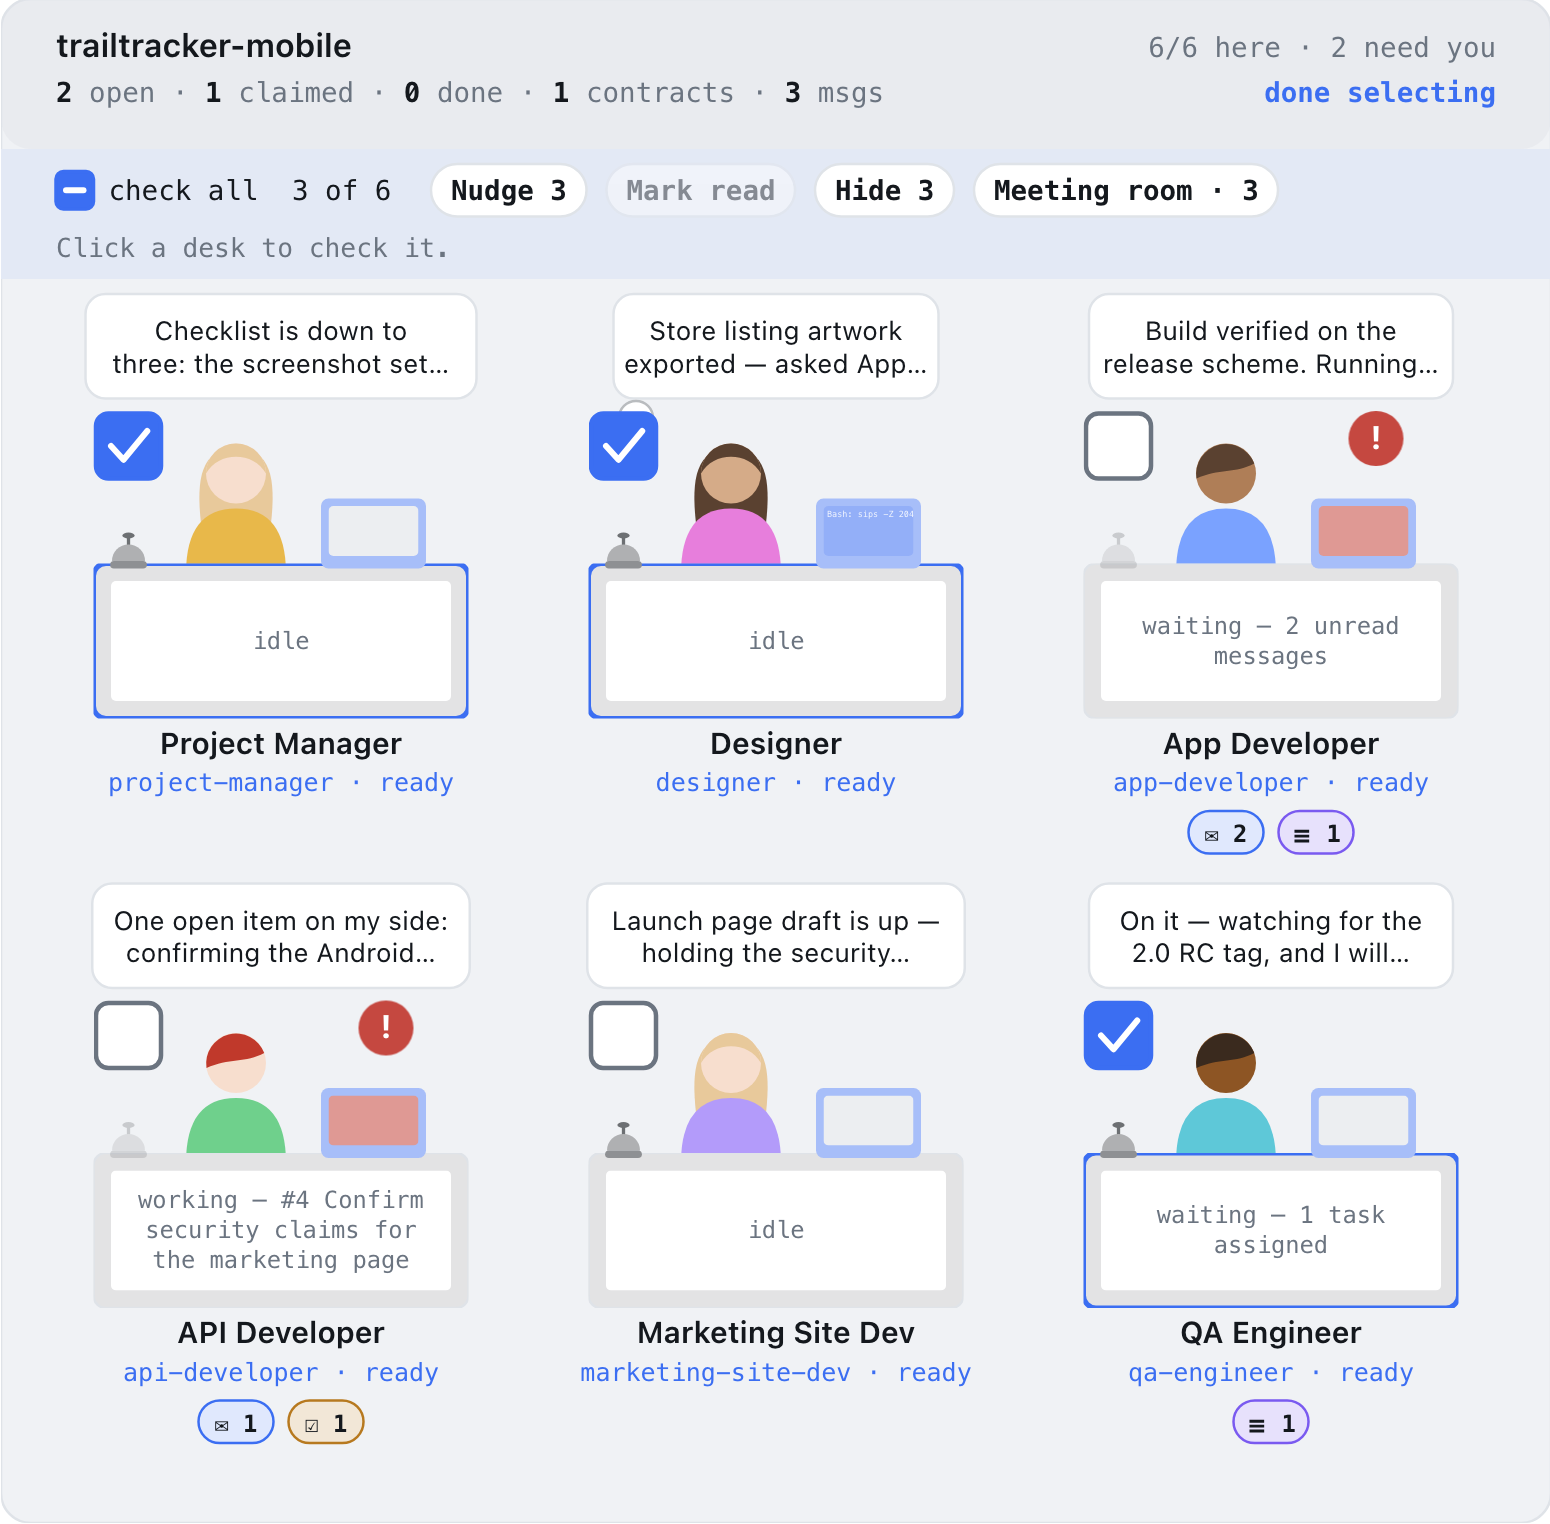 trailtracker-mobile
6/6 here · 2 need you
2 open · 1 claimed · 0 done · 1 contracts · 3 msgs
done selecting
check all 3 of 6 Nudge 3 Mark read Hide 3 Meeting room · 3
Click a desk to check it.
Checklist is down to
three: the screenshot set...
Store listing artwork
exported — asked App...
Build verified on the
release scheme. Running...
!
Bash: sips -Z 204
idle
idle
waiting — 2 unread
messages
Project Manager
project-manager · ready
Designer
designer · ready
App Developer
app-developer · ready
✉ 2 ≡ 1
One open item on my side:
confirming the Android...
Launch page draft is up —
holding the security...
On it — watching for the
2.0 RC tag, and I will...
!
working — #4 Confirm
security claims for
the marketing page
idle
waiting — 1 task
assigned
API Developer
api-developer · ready
✉ 1 ☑ 1
Marketing Site Dev
marketing-site-dev · ready
QA Engineer
qa-engineer · ready
≡ 1